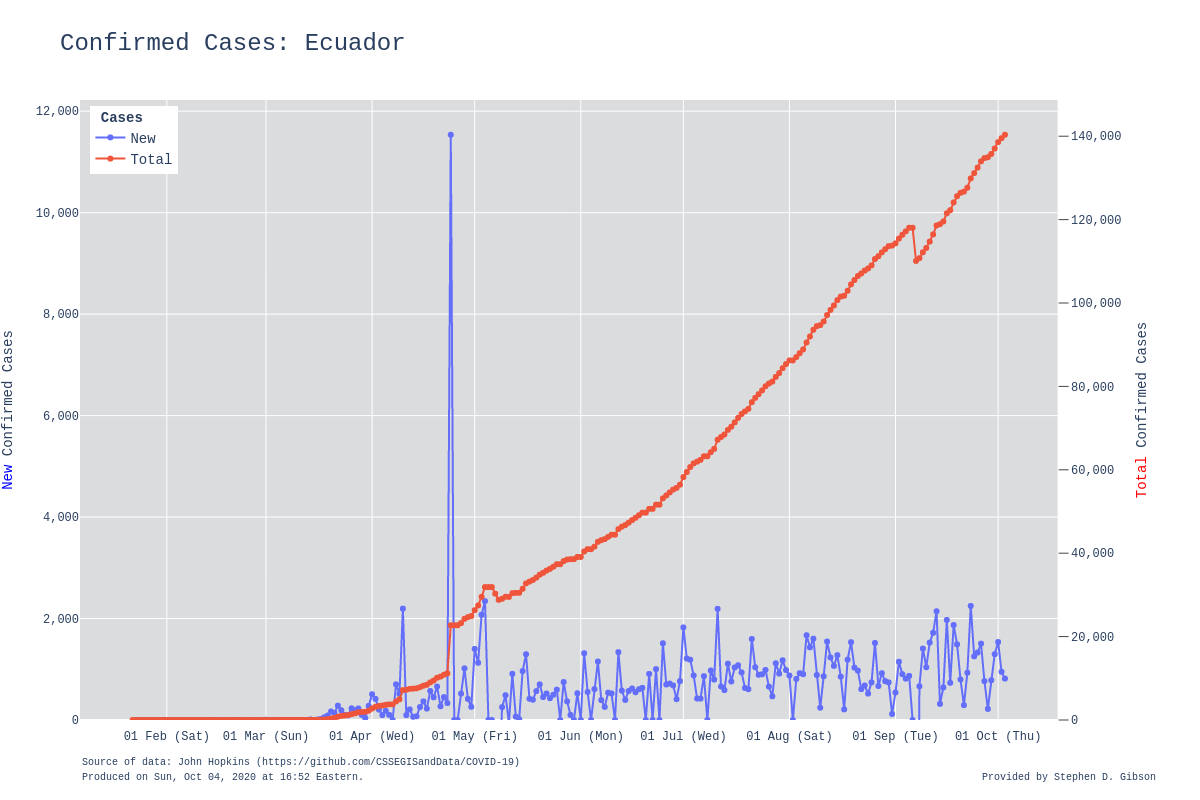 Confirmed Cases: Ecuador
Cases
New
Total
12,000
10,000
8,000
6,000
4,000
2,000
0
140,000
120,000
100,000
80,000
60,000
40,000
20,000
0
New Confirmed Cases
Total Confirmed Cases
01 Feb (Sat) 01 Mar (Sun) 01 Apr (Wed) 01 May (Fri) 01 Jun (Mon) 01 Jul (Wed) 01 Aug (Sat) 01 Sep (Tue) 01 Oct (Thu)
Source of data: John Hopkins (https://github.com/CSSEGISandData/COVID-19)
Produced on Sun, Oct 04, 2020 at 16:52 Eastern.
Provided by Stephen D. Gibson